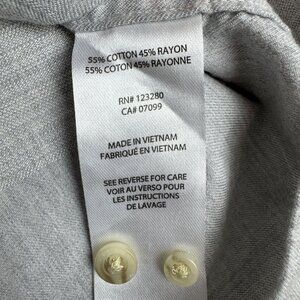 55% COTTON 45% RAYON
55% COTON 45% RAYONNE
RN# 123280
CA# 07099
MADE IN VIETNAM
FABRIQUÉ EN VIETNAM
SEE REVERSE FOR CARE
VOIR AU VERSO POUR
LES INSTRUCTIONS
DE LAVAGE